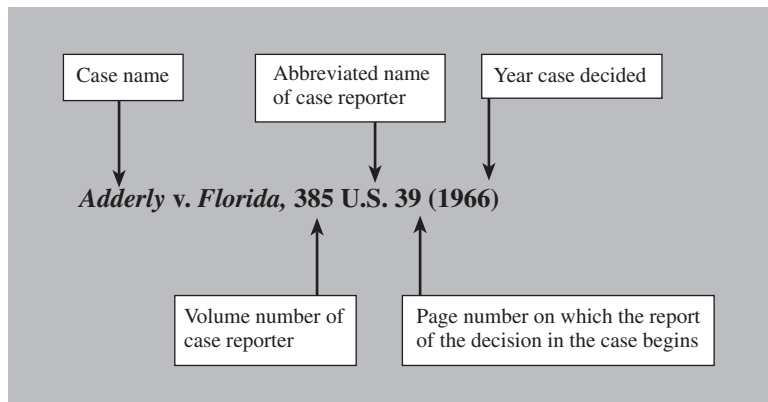 Case name
Abbreviated name
of case reporter
Year case decided
Adderly v. Florida, 385 U.S. 39 (1966)
Volume number of
case reporter
Page number on which the report
of the decision in the case begins